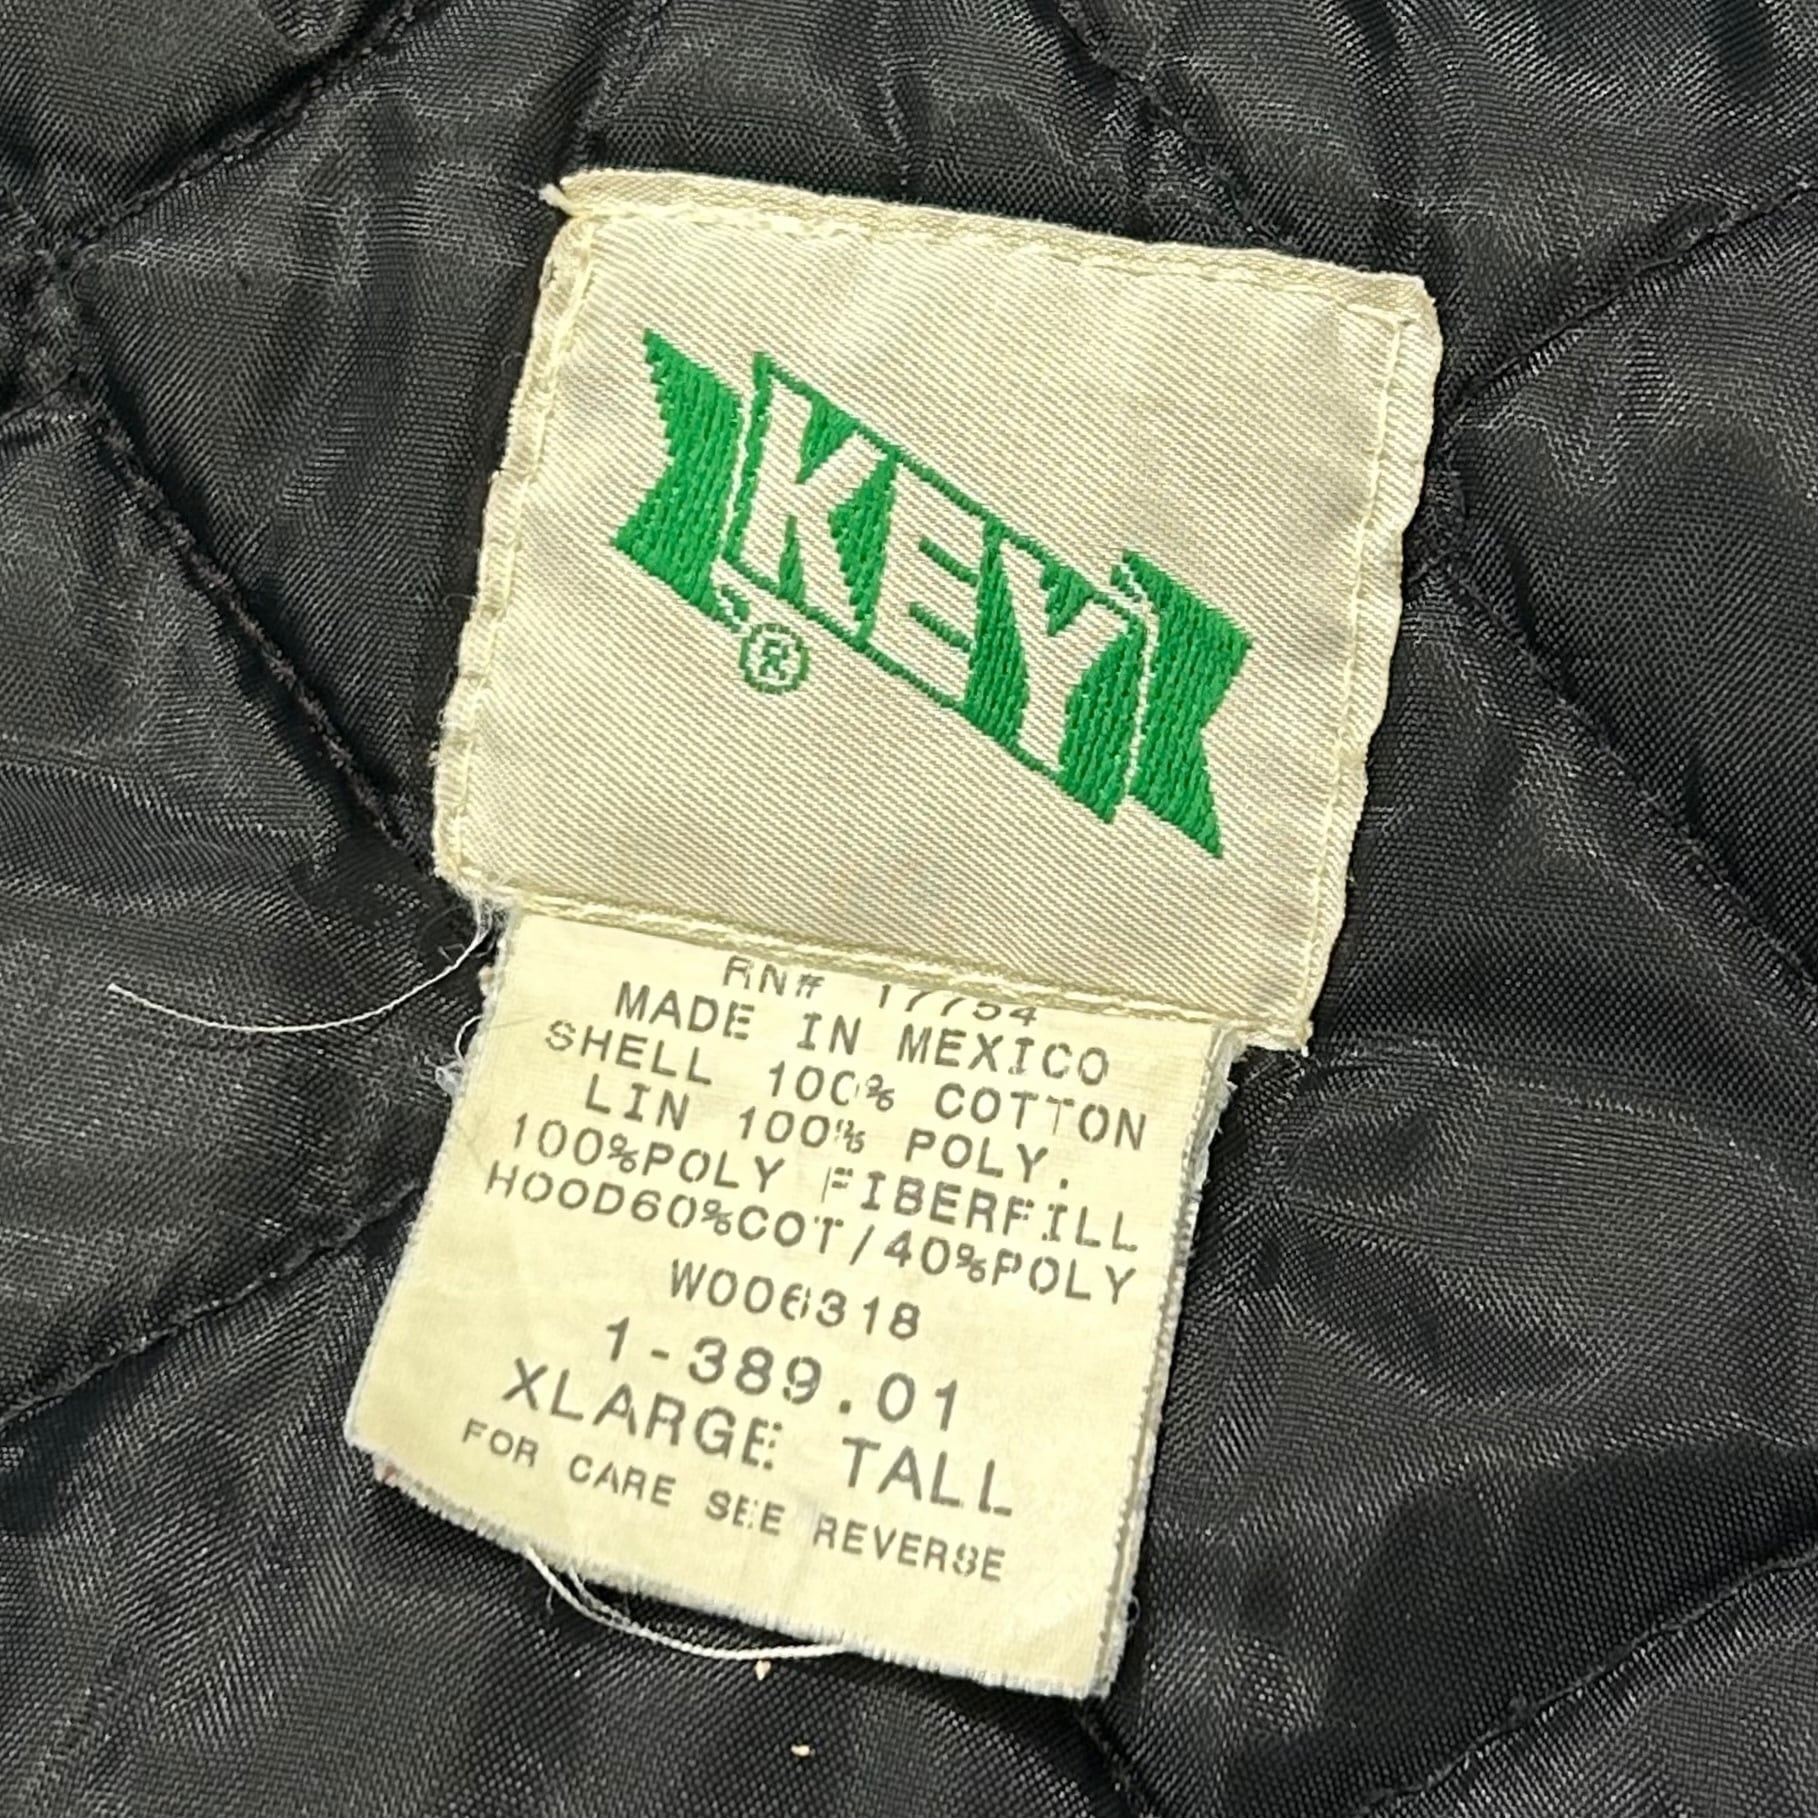 KEY
®
RN# 17754
MADE IN MEXICO
SHELL 100% COTTON
LIN 100% POLY.
100%POLY FIBERFILL
HOOD60%COT/40%POLY
W006318
1-389.01
XLARGE TALL
FOR CARE SEE REVERSE